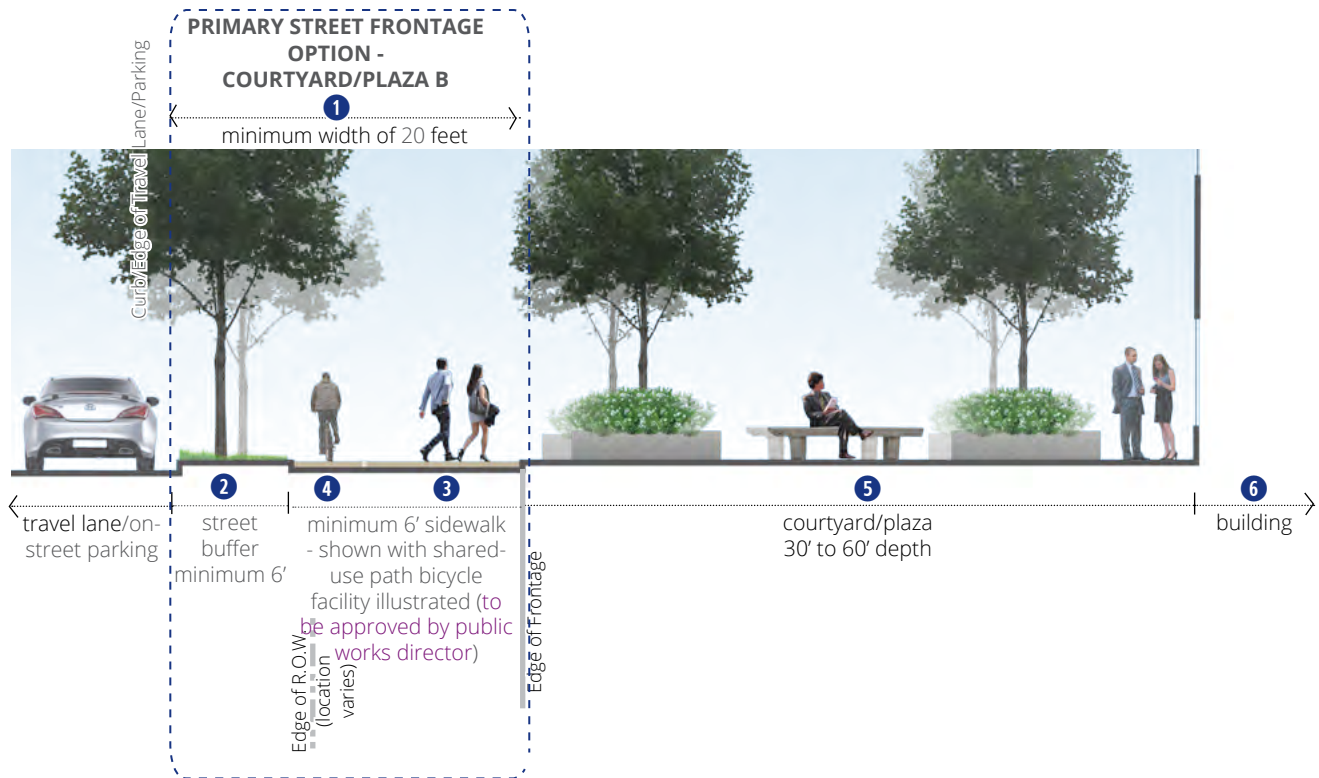 PRIMARY STREET FRONTAGE
OPTION -
COURTYARD/PLAZA B
1
minimum width of 20 feet
Curb/Edge of Travel Lane/Parking
2
4
3
5
6
travel lane/on-
street parking
street
buffer
minimum 6’
minimum 6’ sidewalk
- shown with shared-
use path bicycle
facility illustrated (to
be approved by public
works director)
courtyard/plaza
30’ to 60’ depth
building
Edge of R.O.W.
(location
varies)
Edge of Frontage